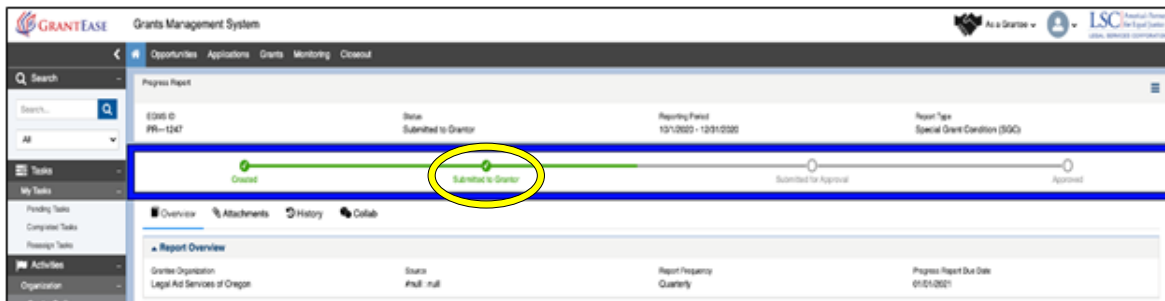 GRANTEASE Grants Management System As a Grantee LSC America's Partner for Equal Justice LEGAL SERVICES CORPORATION
Opportunities Applications Grants Monitoring Closeout
Search
Progress Report
Search...
EGMS ID Status Reporting Period Report Type
PR--1247 Submitted to Grantor 10/1/2020 - 12/31/2020 Special Grant Condition (SGC)
All
Tasks
Created Submitted to Grantor Submitted for Approval Approved
My Tasks
Pending Tasks
Overview Attachments History Collab
Completed Tasks
Reassign Tasks
Report Overview
Activities
Grantee Organization Source Report Frequency Progress Report Due Date
Organization Legal Aid Services of Oregon #null : null Quarterly 01/01/2021